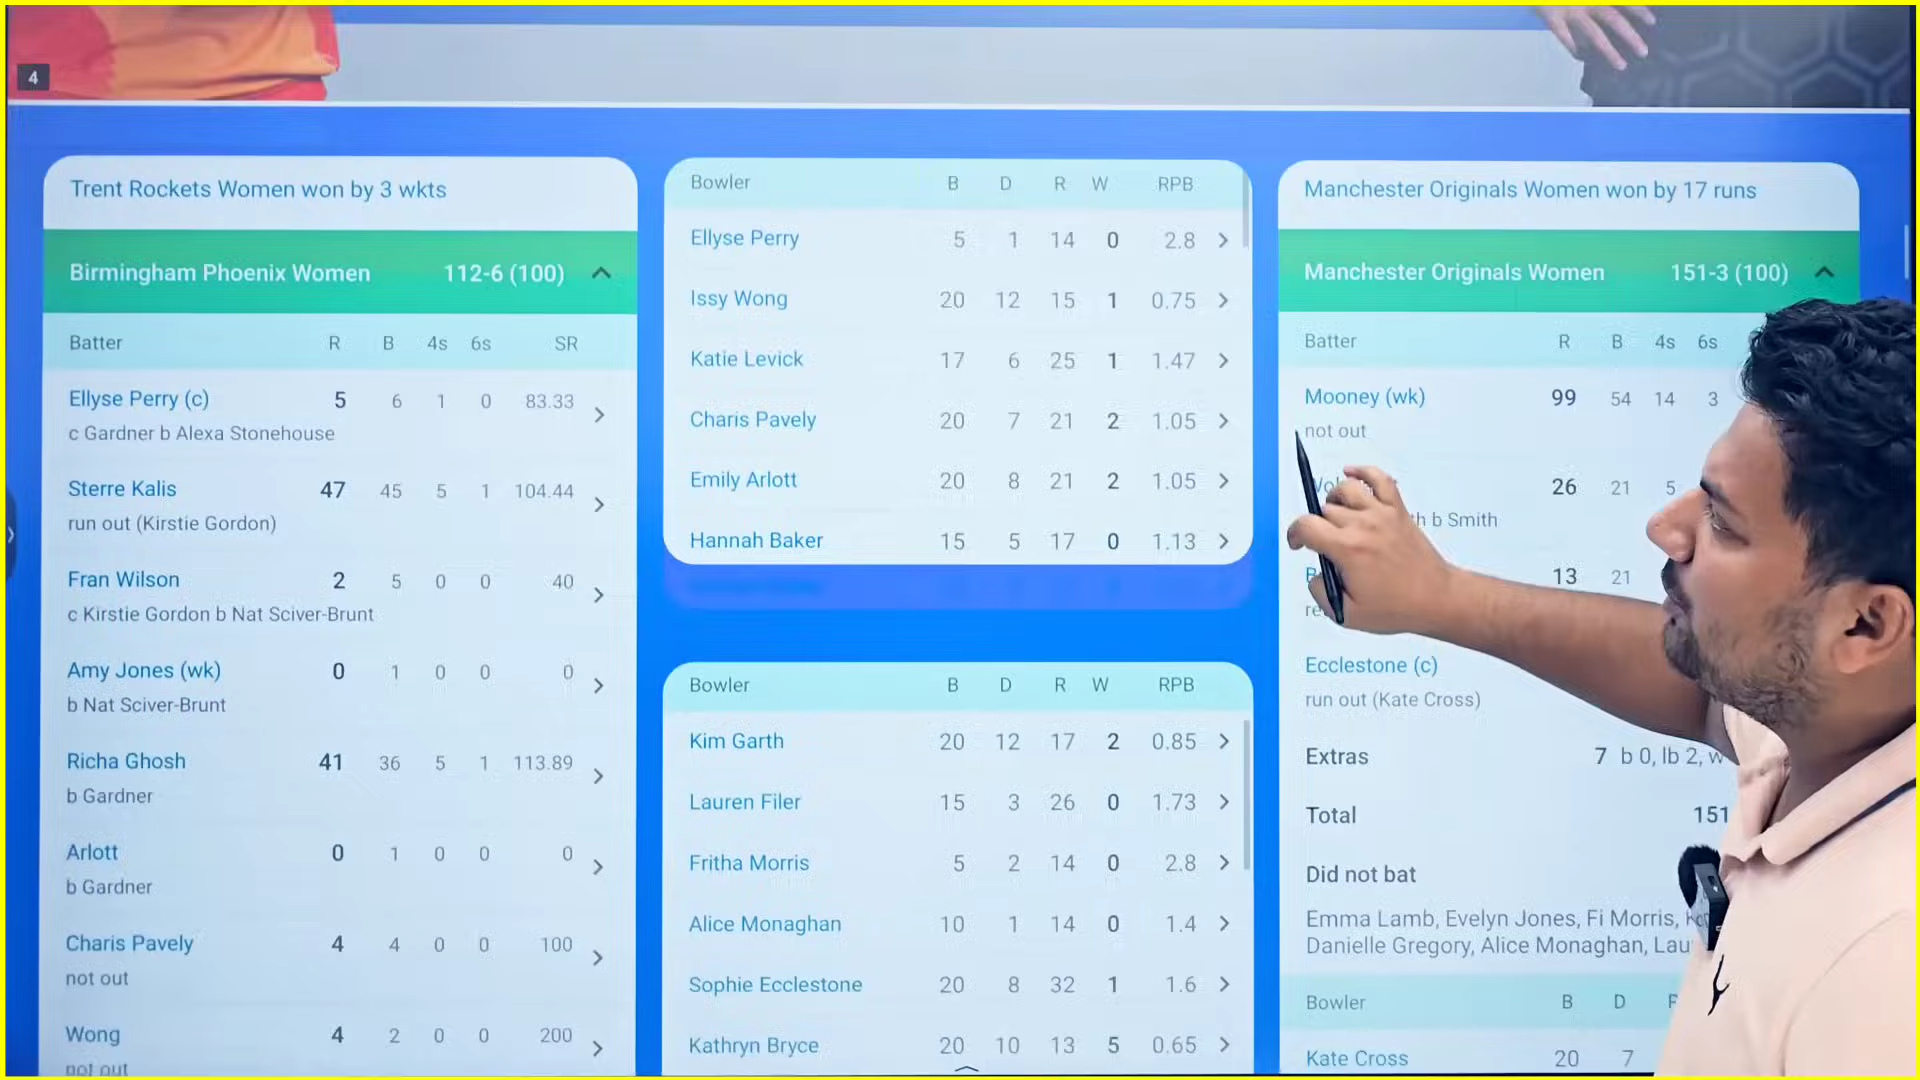 4
Trent Rockets Women won by 3 wkts
Birmingham Phoenix Women 112-6 (100)
Batter R B 4s 6s SR
Ellyse Perry (c) 5 6 1 0 83.33
c Gardner b Alexa Stonehouse
Sterre Kalis 47 45 5 1 104.44
run out (Kirstie Gordon)
Fran Wilson 2 5 0 0 40
c Kirstie Gordon b Nat Sciver-Brunt
Amy Jones (wk) 0 1 0 0 0
b Nat Sciver-Brunt
Richa Ghosh 41 36 5 1 113.89
b Gardner
Arlott 0 1 0 0 0
b Gardner
Charis Pavely 4 4 0 0 100
not out
Wong 4 2 0 0 200
not out
Bowler B D R W RPB
Ellyse Perry 5 1 14 0 2.8
Issy Wong 20 12 15 1 0.75
Katie Levick 17 6 25 1 1.47
Charis Pavely 20 7 21 2 1.05
Emily Arlott 20 8 21 2 1.05
Hannah Baker 15 5 17 0 1.13
Bowler B D R W RPB
Kim Garth 20 12 17 2 0.85
Lauren Filer 15 3 26 0 1.73
Fritha Morris 5 2 14 0 2.8
Alice Monaghan 10 1 14 0 1.4
Sophie Ecclestone 20 8 32 1 1.6
Kathryn Bryce 20 10 13 5 0.65
Manchester Originals Women won by 17 runs
Manchester Originals Women 151-3 (100)
Batter R B 4s 6s
Mooney (wk) 99 54 14 3
not out
26 21 5
b Smith
13 21
Ecclestone (c)
run out (Kate Cross)
Extras 7 b 0, lb 2, w
Total 151
Did not bat
Emma Lamb, Evelyn Jones, Fi Morris,
Danielle Gregory, Alice Monaghan,
Bowler B D
Kate Cross 20 7